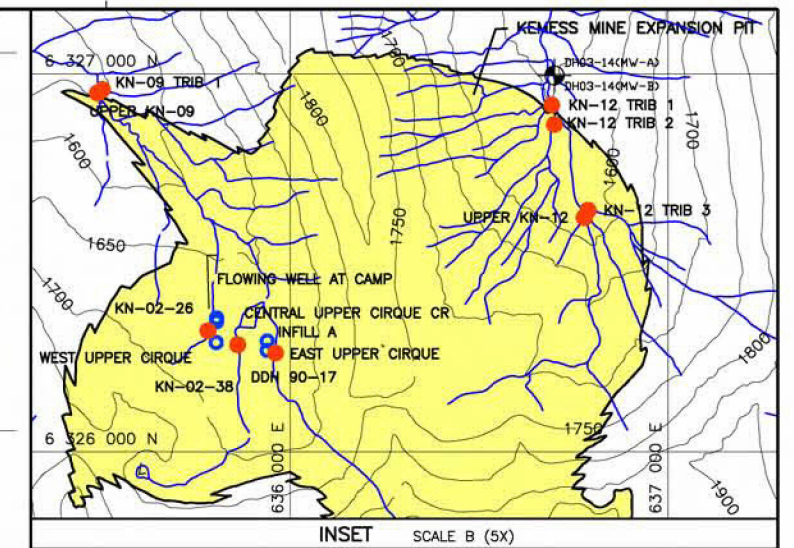 KEMESS MINE EXPANSION PIT
1700
6 327 000 N
DH03-14(MW-A)
KN-09 TRIB 1
DH03-14(MW-B)
UPPER KN-09
1800
KN-12 TRIB 1
KN-12 TRIB 2
1700
1600
1600
UPPER KN-12
KN-12 TRIB 3
1750
1650
FLOWING WELL AT CAMP
1700
KN-02-26
CENTRAL UPPER CIRQUE CR
INFILL A
WEST UPPER CIRQUE
EAST UPPER CIRQUE
1800
KN-02-38
DDH 90-17
1750
6 326 000 N
636 000 E
637 000 E
1900
INSET SCALE B (5X)